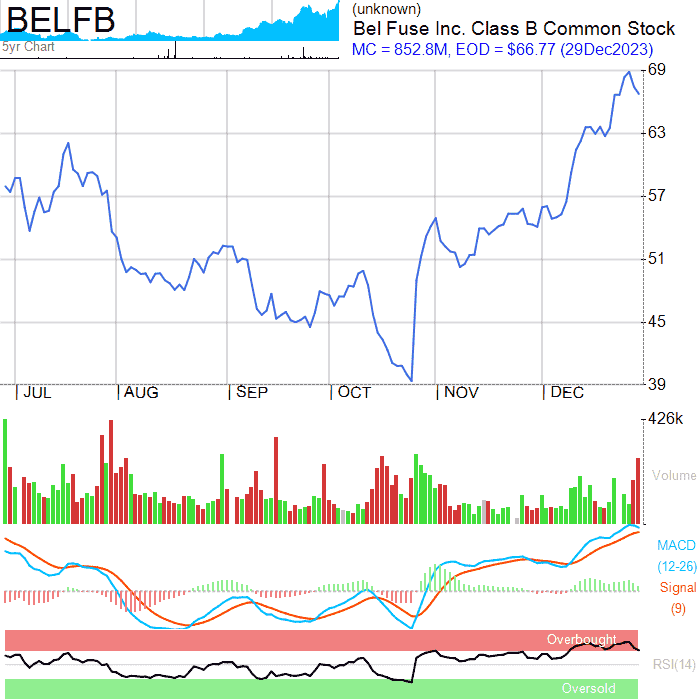 BELFB
5yr Chart
(unknown)
Bel Fuse Inc. Class B Common Stock
MC = 852.8M, EOD = $66.77 (29Dec2023)
69
63
57
51
45
39
JUL AUG SEP OCT NOV DEC
426k
Volume
MACD
(12-26)
Signal
(9)
Overbought
RSI(14)
Oversold